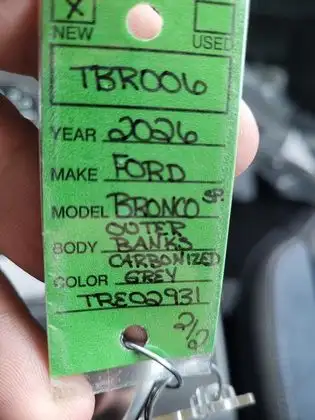 X
NEW USED
TBR006
YEAR 2026
MAKE FORD
MODEL BRONCO SP.
OUTER
BODY BANKS
CARBONIZED
COLOR GREY
TRE02931
2/2